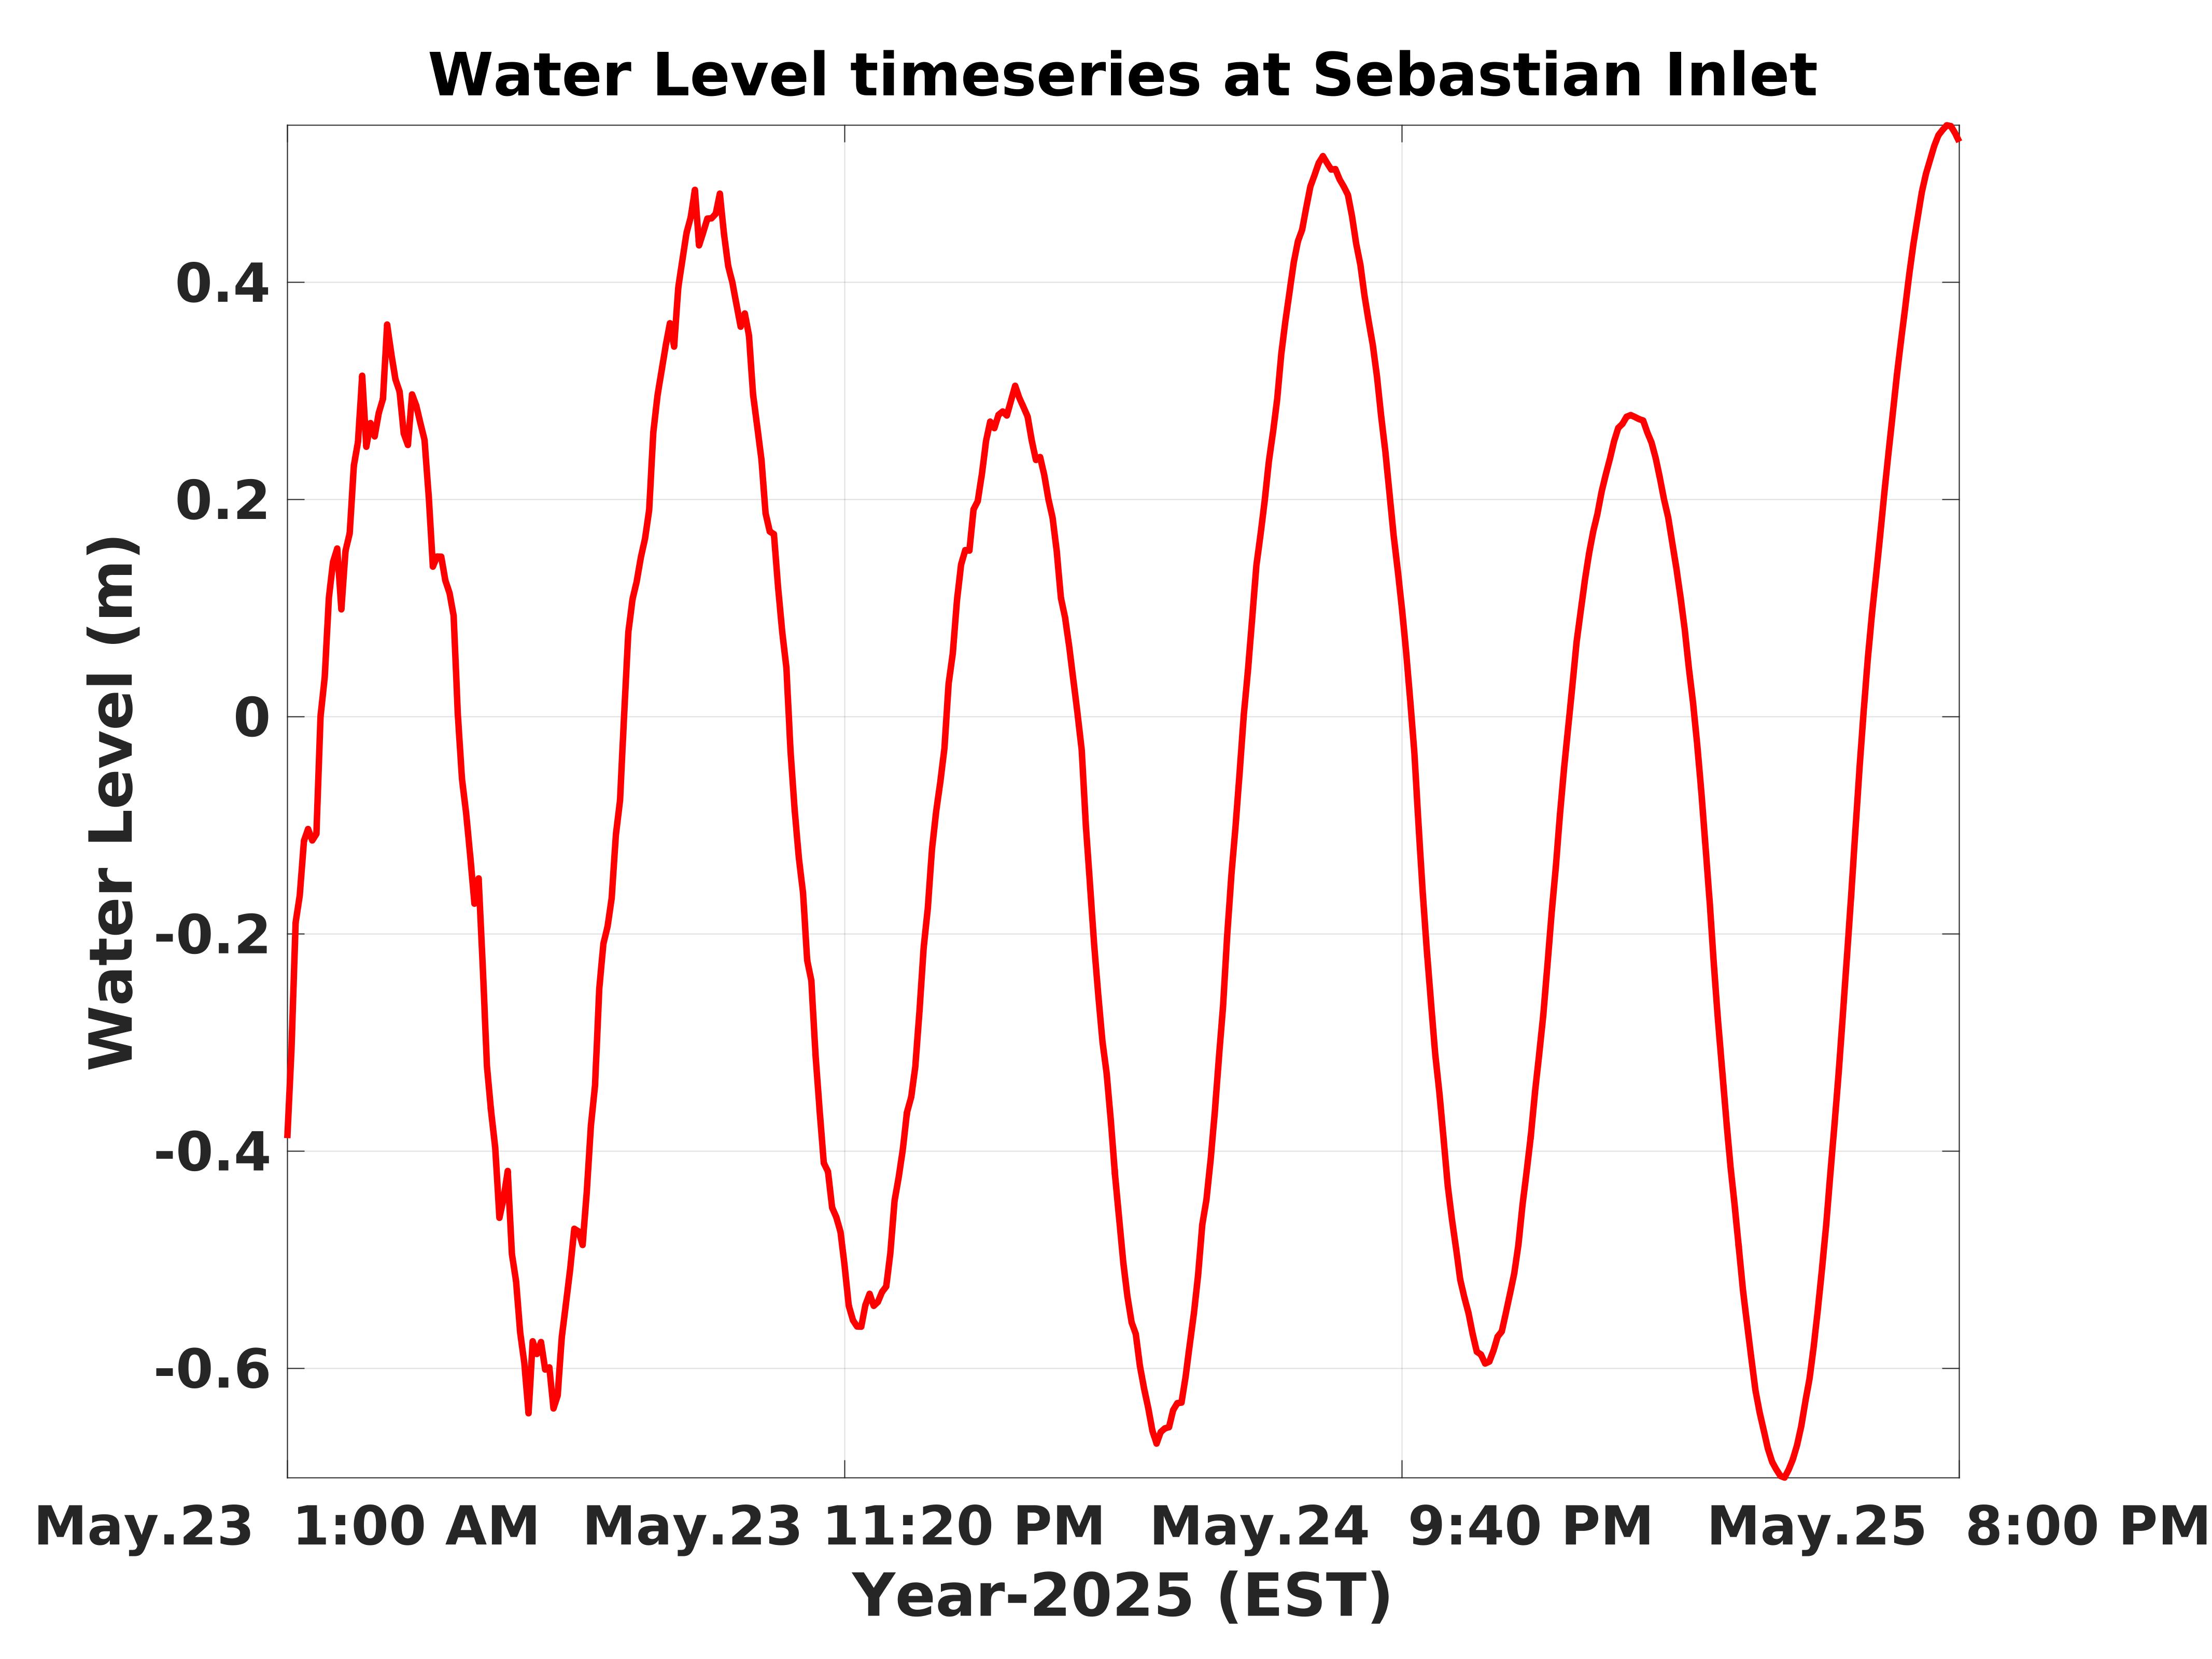 Water Level timeseries at Sebastian Inlet
Water Level (m)
0.4
0.2
0
-0.2
-0.4
-0.6
May.23 1:00 AM May.23 11:20 PM May.24 9:40 PM May.25 8:00 PM
Year-2025 (EST)